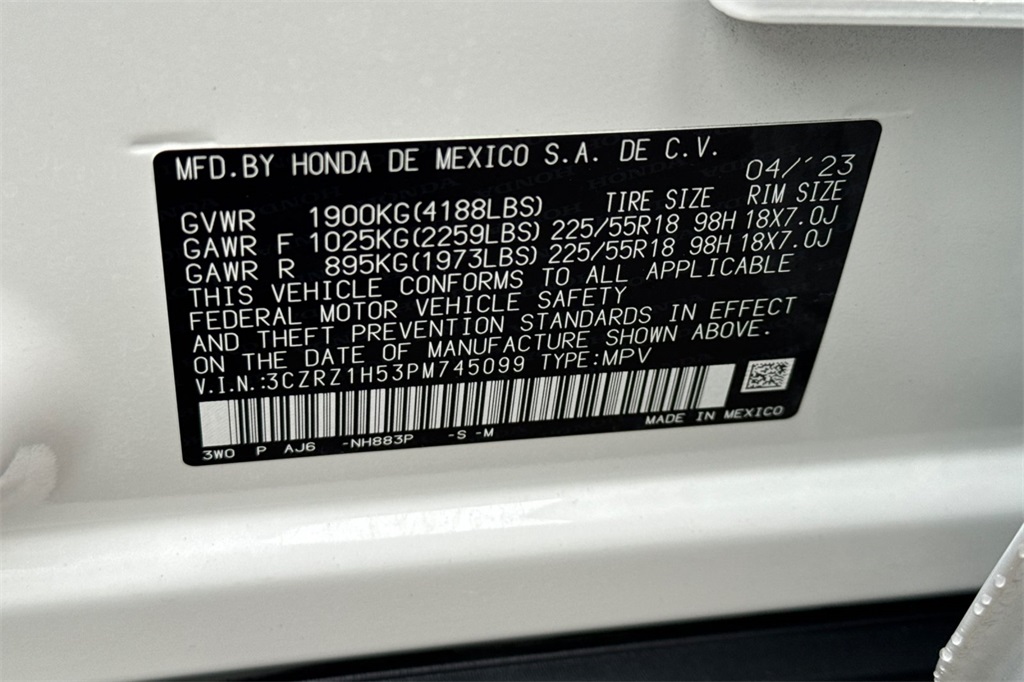 MFD.BY HONDA DE MEXICO S.A. DE C.V. 04/'23
TIRE SIZE RIM SIZE
GVWR 1900KG(4188LBS)
GAWR F 1025KG(2259LBS) 225/55R18 98H 18X7.0J
GAWR R 895KG(1973LBS) 225/55R18 98H 18X7.0J
THIS VEHICLE CONFORMS TO ALL APPLICABLE
FEDERAL MOTOR VEHICLE SAFETY
AND THEFT PREVENTION STANDARDS IN EFFECT
ON THE DATE OF MANUFACTURE SHOWN ABOVE.
V.I.N.:3CZRZ1H53PM745099 TYPE:MPV
MADE IN MEXICO
3WO P AJ6 -NH883P -S -M